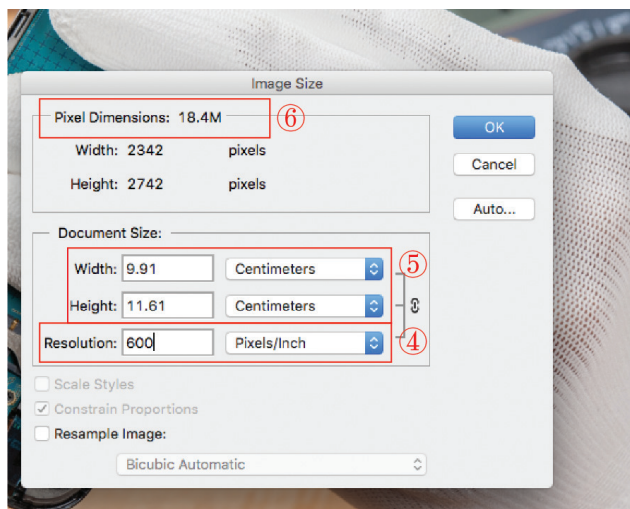 Image Size
Pixel Dimensions: 18.4M ⑥
Width: 2342 pixels
Height: 2742 pixels
OK
Cancel
Auto...
Document Size:
Width: 9.91 Centimeters ⑤
Height: 11.61 Centimeters
Resolution: 600 Pixels/Inch ④
Scale Styles
Constrain Proportions
Resample Image:
Bicubic Automatic